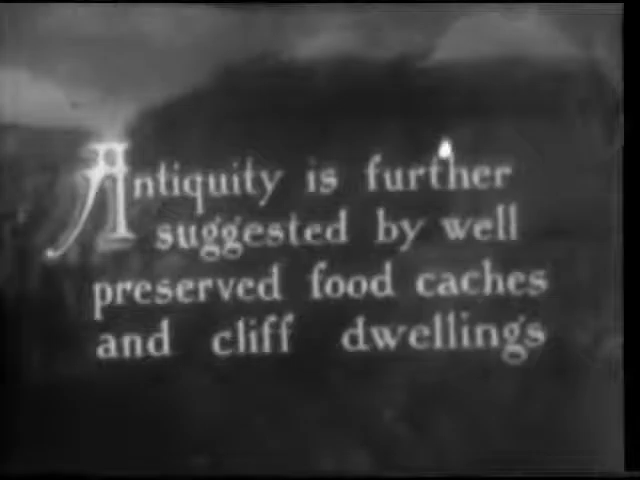 Antiquity is further
suggested by well
preserved food caches
and cliff dwellings